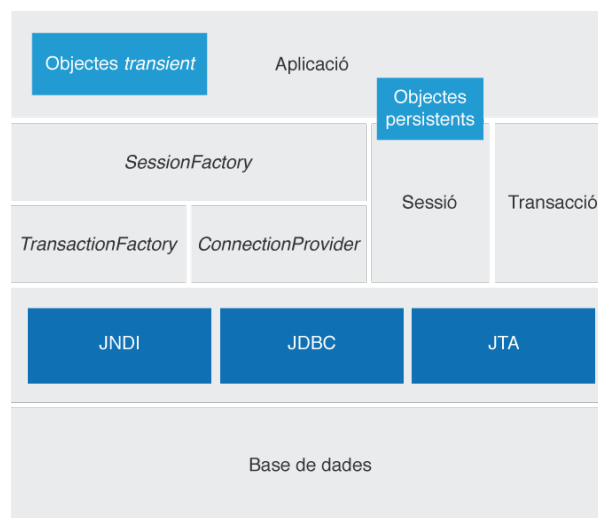 Objectes transient
Aplicació
Objectes
persistents
SessionFactory
Sessió
Transacció
TransactionFactory
ConnectionProvider
JNDI
JDBC
JTA
Base de dades